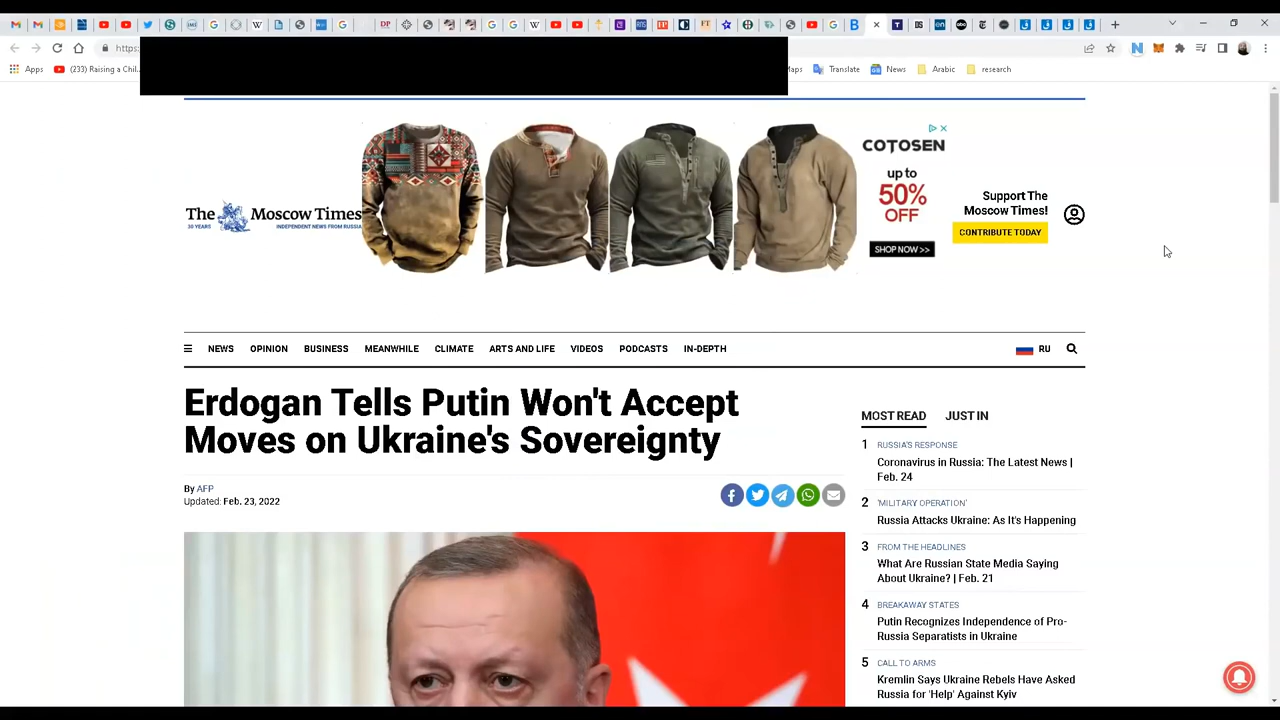 https:
Apps
(233) Raising a Chil...
Maps
Translate
News
Arabic
research
COTOSEN
up to
50%
OFF
SHOP NOW >>
The Moscow Times
30 YEARS
INDEPENDENT NEWS FROM RUSSIA
Support The
Moscow Times!
CONTRIBUTE TODAY
NEWS OPINION BUSINESS MEANWHILE CLIMATE ARTS AND LIFE VIDEOS PODCASTS IN-DEPTH
RU
Erdogan Tells Putin Won't Accept
Moves on Ukraine's Sovereignty
By AFP
Updated: Feb. 23, 2022
MOST READ JUST IN
1 RUSSIA'S RESPONSE
Coronavirus in Russia: The Latest News |
Feb. 24
2 'MILITARY OPERATION'
Russia Attacks Ukraine: As It's Happening
3 FROM THE HEADLINES
What Are Russian State Media Saying
About Ukraine? | Feb. 21
4 BREAKAWAY STATES
Putin Recognizes Independence of Pro-
Russia Separatists in Ukraine
5 CALL TO ARMS
Kremlin Says Ukraine Rebels Have Asked
Russia for 'Help' Against Kyiv